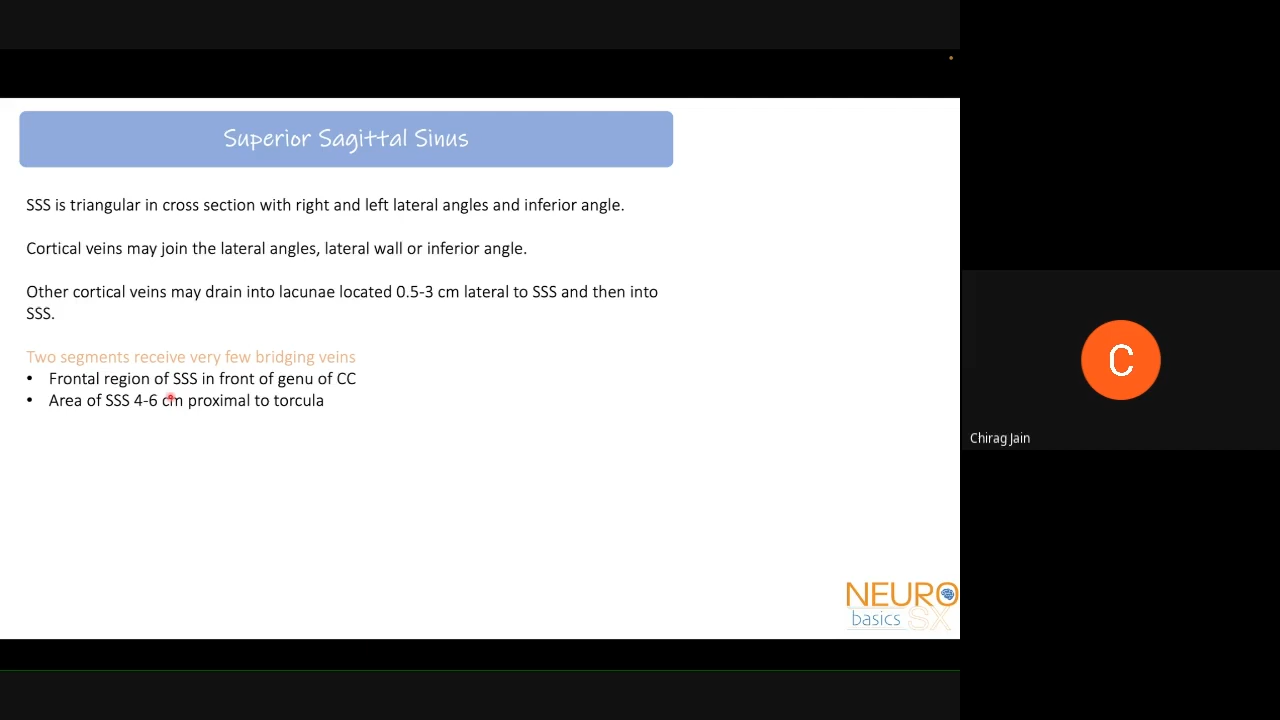 Superior Sagittal Sinus
SSS is triangular in cross section with right and left lateral angles and inferior angle.
Cortical veins may join the lateral angles, lateral wall or inferior angle.
Other cortical veins may drain into lacunae located 0.5-3 cm lateral to SSS and then into
SSS.
Two segments receive very few bridging veins
• Frontal region of SSS in front of genu of CC
• Area of SSS 4-6 cm proximal to torcula
C
Chirag Jain
NEURO
basics SX